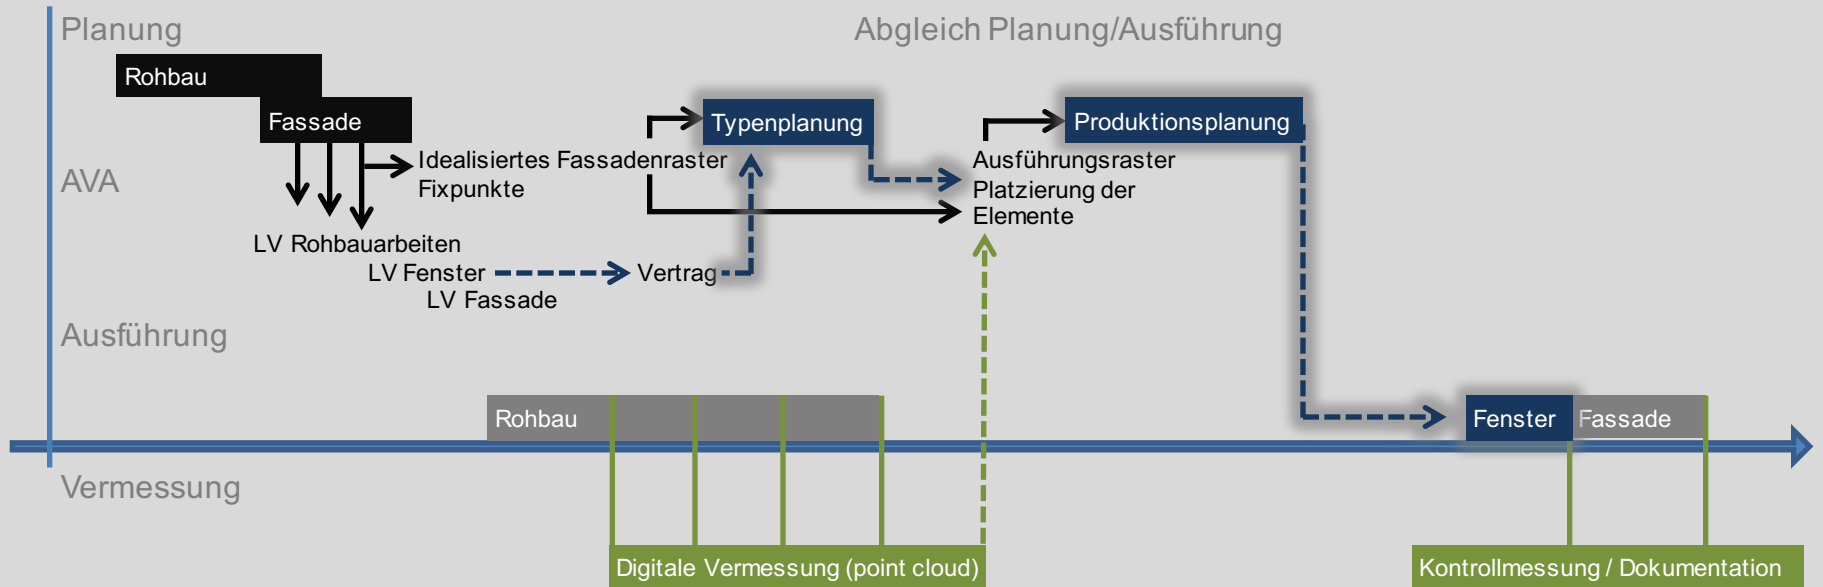 Planung
Abgleich Planung/Ausführung
Rohbau
Fassade
Typenplanung
Produktionsplanung
Idealisiertes Fassadenraster
Fixpunkte
Ausführungsraster
Platzierung der
Elemente
AVA
LV Rohbauarbeiten
LV Fenster
Vertrag
LV Fassade
Ausführung
Rohbau
Fenster
Fassade
Vermessung
Digitale Vermessung (point cloud)
Kontrollmessung / Dokumentation